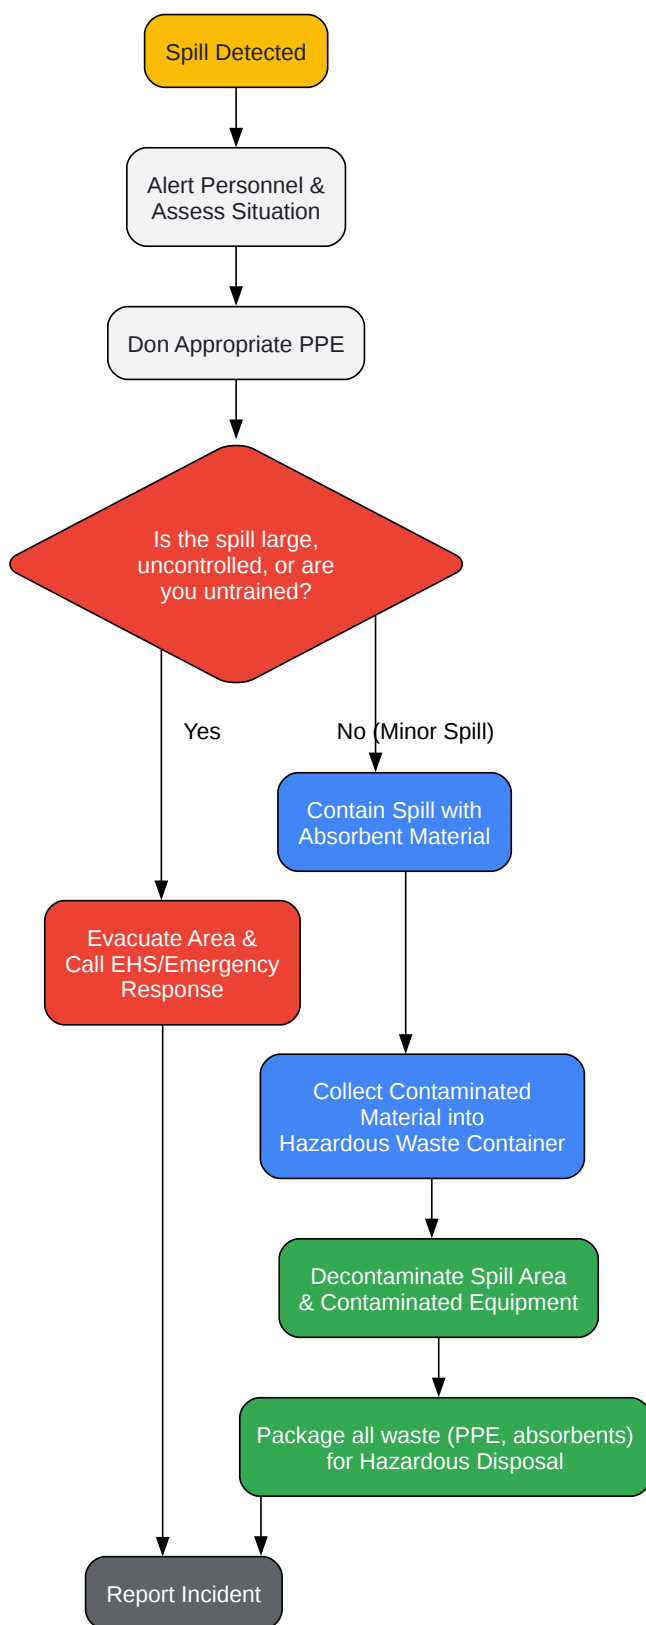 Spill Detected
Alert Personnel &
Assess Situation
Don Appropriate PPE
Is the spill large,
uncontrolled, or are
you untrained?
Yes
No (Minor Spill)
Contain Spill with
Absorbent Material
Evacuate Area &
Call EHS/Emergency
Response
Collect Contaminated
Material into
Hazardous Waste Container
Decontaminate Spill Area
& Contaminated Equipment
Package all waste (PPE, absorbents)
for Hazardous Disposal
Report Incident